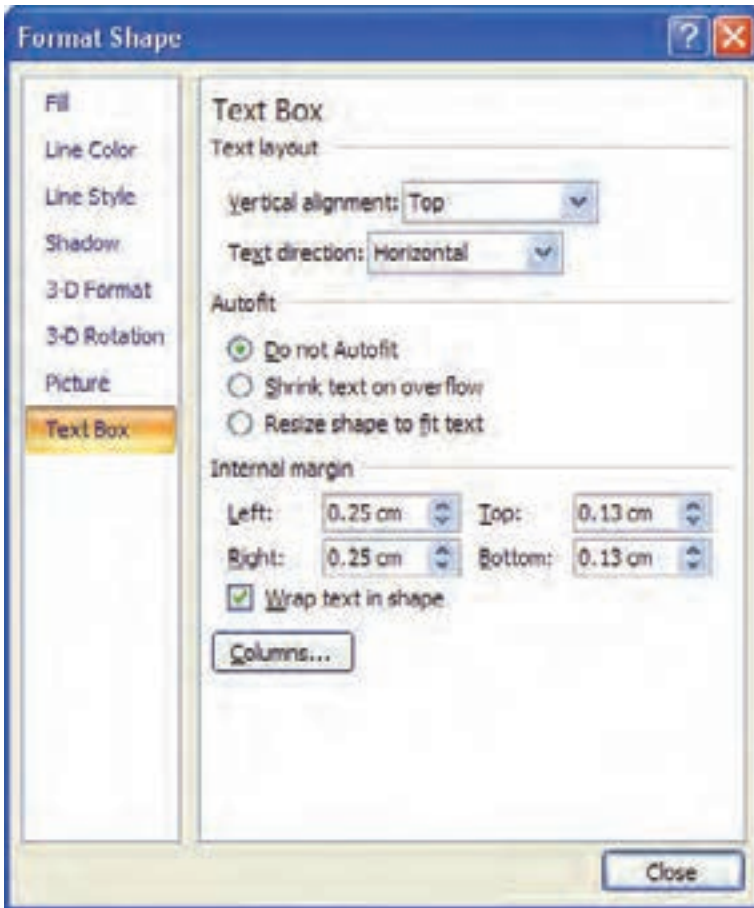 Format Shape
Fill
Line Color
Line Style
Shadow
3-D Format
3-D Rotation
Picture
Text Box
Text Box
Text layout
Vertical alignment: Top
Text direction: Horizontal
Autofit
Do not Autofit
Shrink text on overflow
Resize shape to fit text
Internal margin
Left: 0.25 cm Top: 0.13 cm
Right: 0.25 cm Bottom: 0.13 cm
Wrap text in shape
Columns...
Close